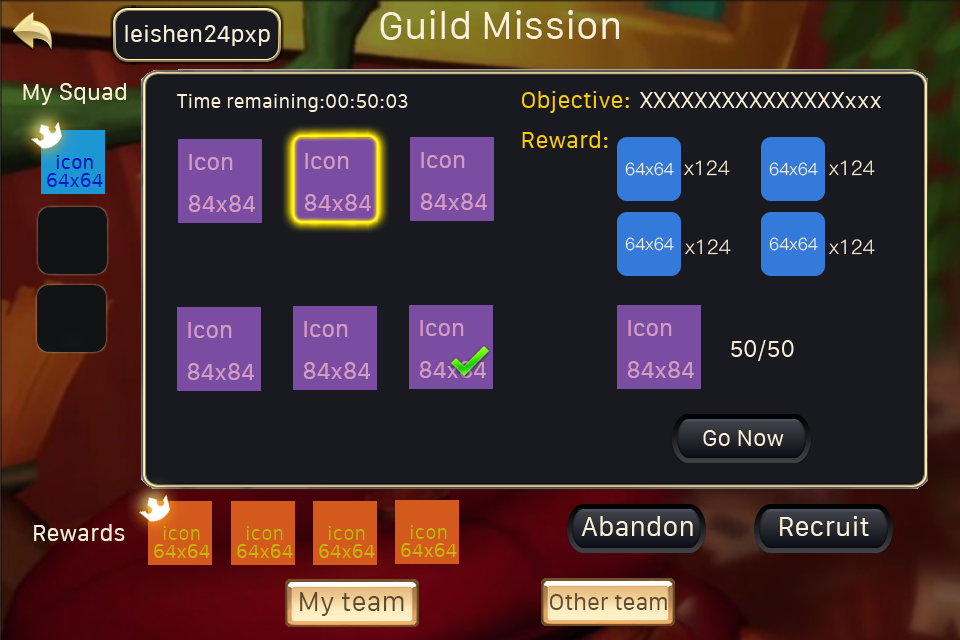 leishen24pxp
Guild Mission
My Squad
Time remaining:00:50:03
Objective: XXXXXXXXXXXXXXXxxx
Reward:
icon
64x64
Icon
84x84
Icon
84x84
Icon
84x84
64x64 x124
64x64 x124
64x64 x124
64x64 x124
Icon
84x84
Icon
84x84
Icon
84x84
Icon
84x84
50/50
Go Now
Rewards
icon
64x64
icon
64x64
icon
64x64
icon
64x64
Abandon
Recruit
My team
Other team